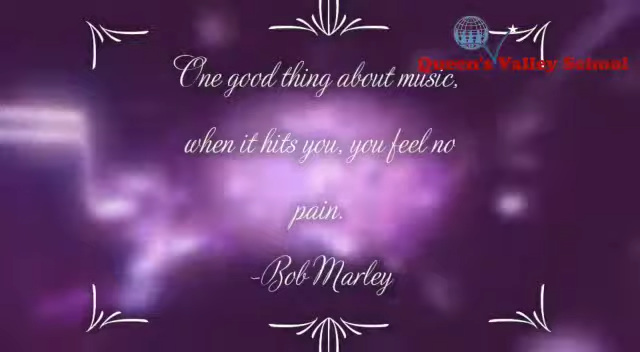 Queen's Valley School
One good thing about music,
when it hits you, you feel no
pain.
-Bob Marley